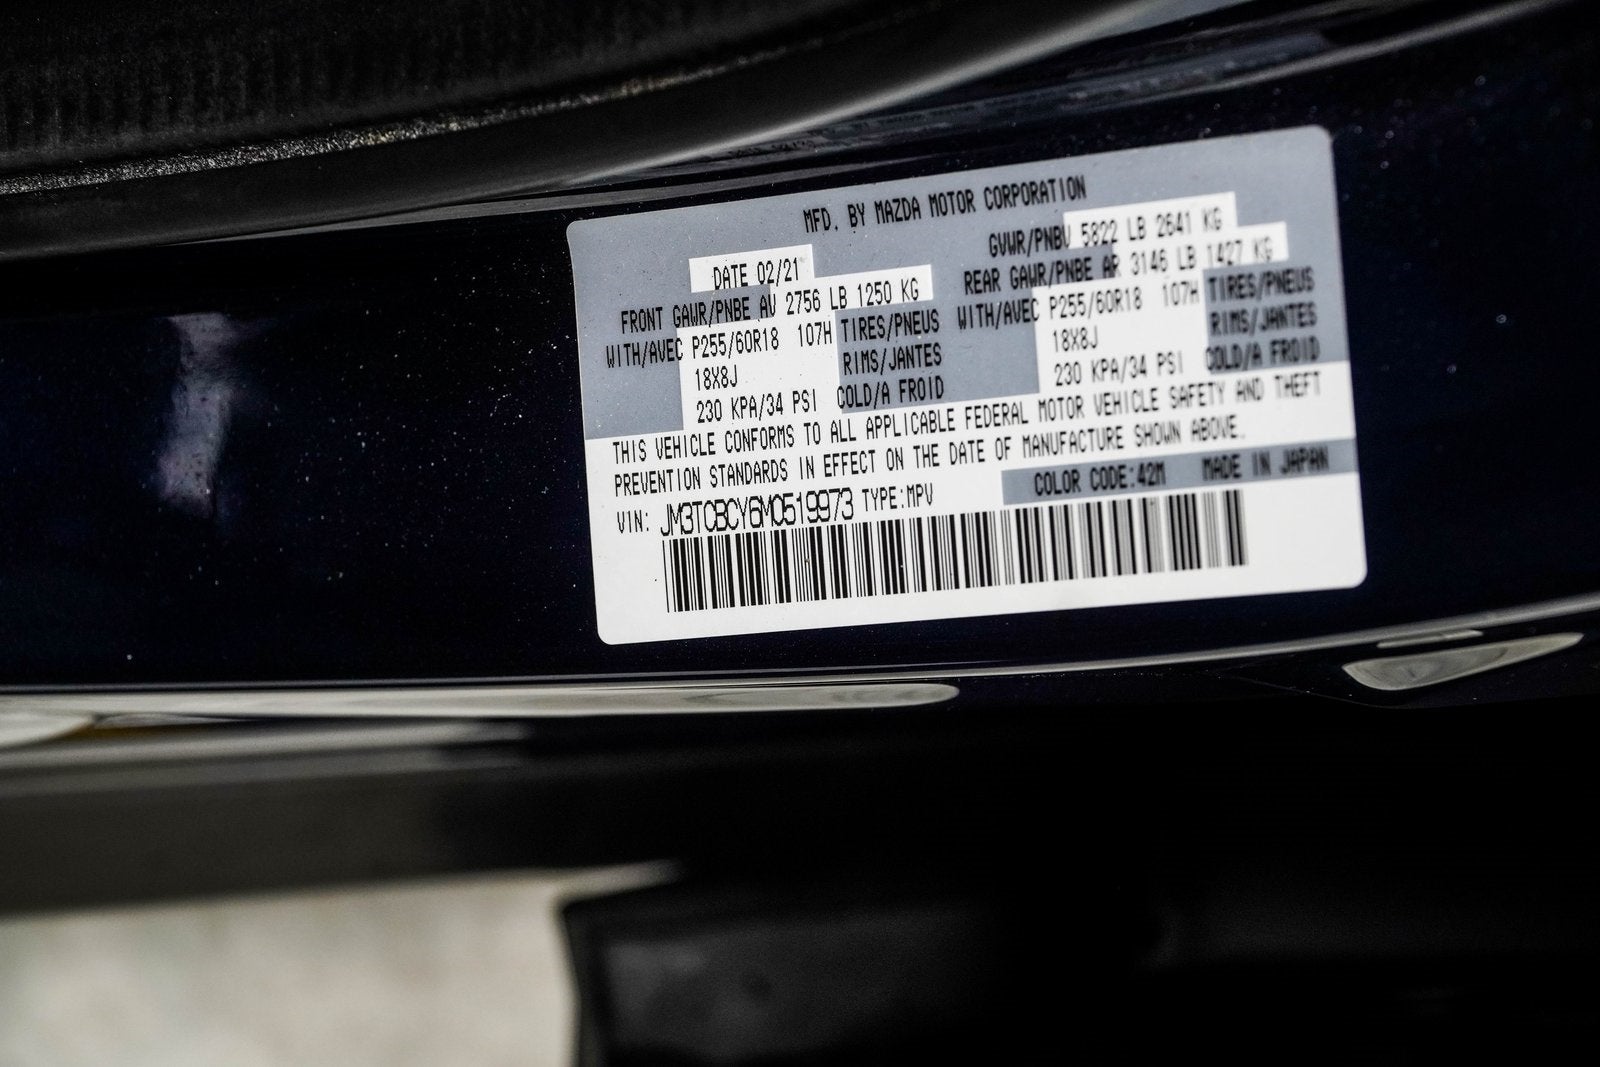 MFD. BY MAZDA MOTOR CORPORATION
DATE 02/21 GVWR/PNBV 5822 LB 2641 KG
FRONT GAWR/PNBE AV 2756 LB 1250 KG REAR GAWR/PNBE AR 3146 LB 1427 KG
WITH/AVEC P255/60R18 107H TIRES/PNEUS WITH/AVEC P255/60R18 107H TIRES/PNEUS
18X8J RIMS/JANTES 18X8J RIMS/JANTES
230 KPA/34 PSI COLD/A FROID 230 KPA/34 PSI COLD/A FROID
THIS VEHICLE CONFORMS TO ALL APPLICABLE FEDERAL MOTOR VEHICLE SAFETY AND THEFT
PREVENTION STANDARDS IN EFFECT ON THE DATE OF MANUFACTURE SHOWN ABOVE.
COLOR CODE:42M MADE IN JAPAN
VIN: JM3TCBCY6M0519973 TYPE:MPV